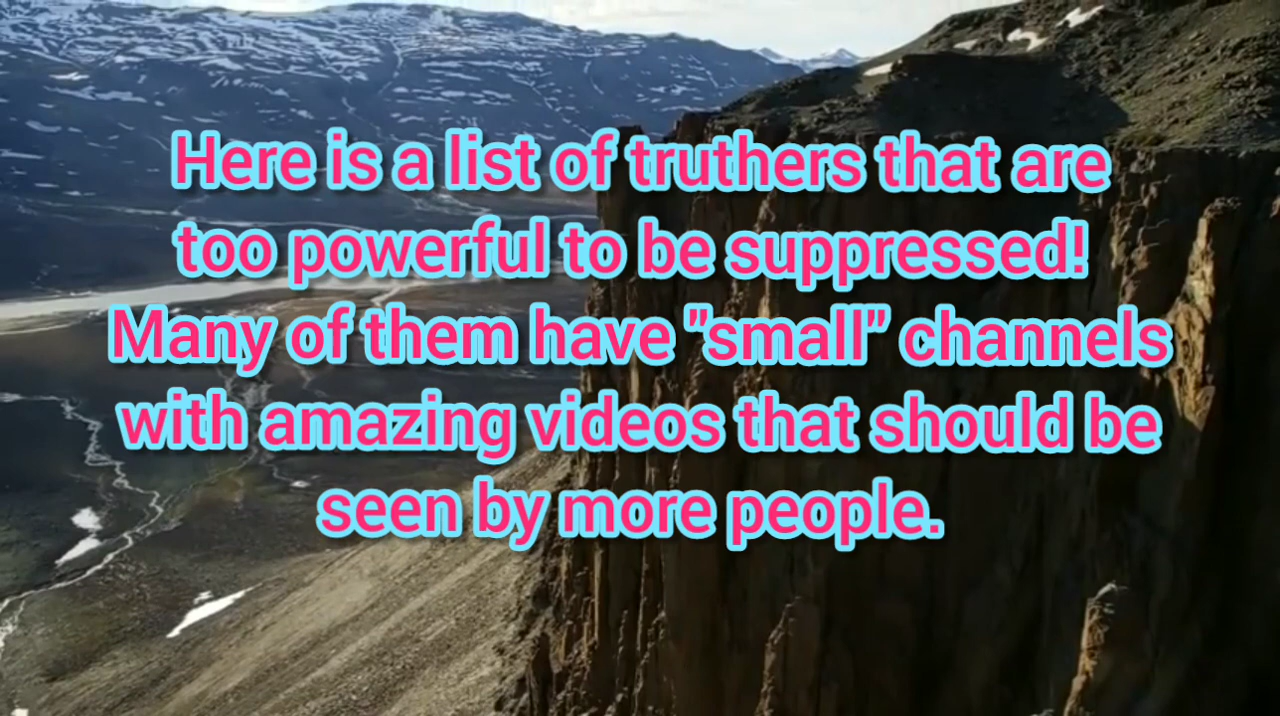 Here is a list of truthers that are
too powerful to be suppressed!
Many of them have "small" channels
with amazing videos that should be
seen by more people.